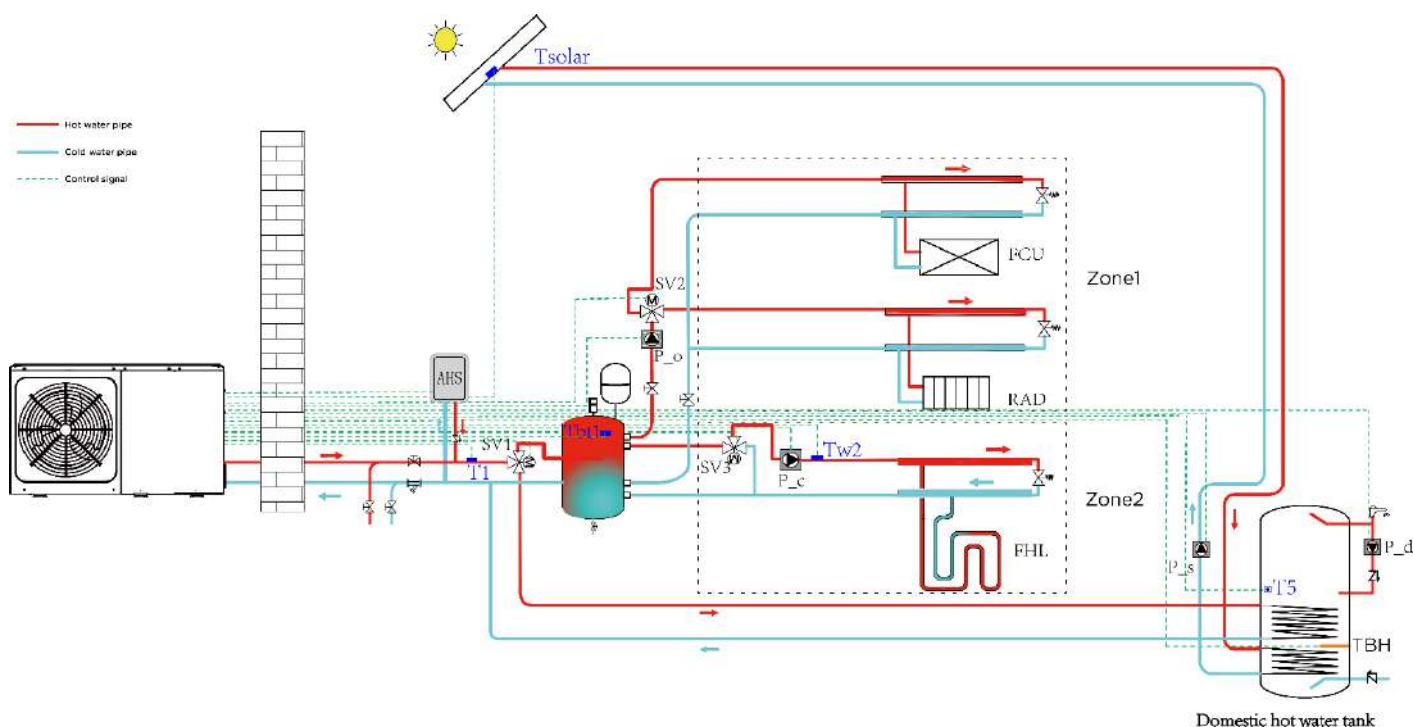 Tsolar
Hot water pipe
Cold water pipe
Control signal
FCU
Zone1
SV2
M
P_o
AHS
RAD
Tbt1
SV1
T1
SV3
Tw2
P_c
Zone2
FHL
P_s
P_d
T5
TBH
Domestic hot water tank